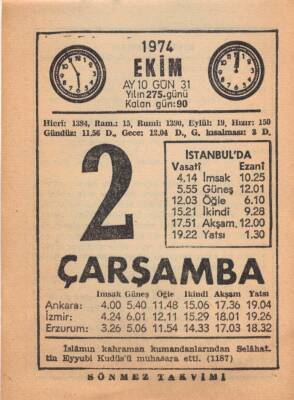 1974
EKİM
AY 10 GÜN 31
Yılın 275. günü
Kalan gün: 90
Hicrî: 1394, Ram.: 15, Rumî: 1390, Eylül: 19, Hızır: 150
Gündüz: 11.56 D., Gece: 12.04 D., G. kısalması: 3 D.
2
İSTANBUL'DA
Vasatî Ezanî
4.14 İmsak 10.25
5.55 Güneş 12.01
12.03 Öğle 6.10
15.21 İkindi 9.28
17.51 Akşam. 12.00
19.22 Yatsı 1.30
ÇARŞAMBA
İmsak Güneş Öğle İkindi Akşam Yatsı
Ankara: 4.00 5.40 11.48 15.06 17.36 19.04
İzmir: 4.24 6.01 12.11 15.29 18.01 19.26
Erzurum: 3.26 5.06 11.54 14.33 17.03 18.32
İslâmın kahraman kumandanlarından Selâhat-
tin Eyyubi Kudüs'ü muhasara etti. (1187)
SÖNMEZ TAKVİMİ